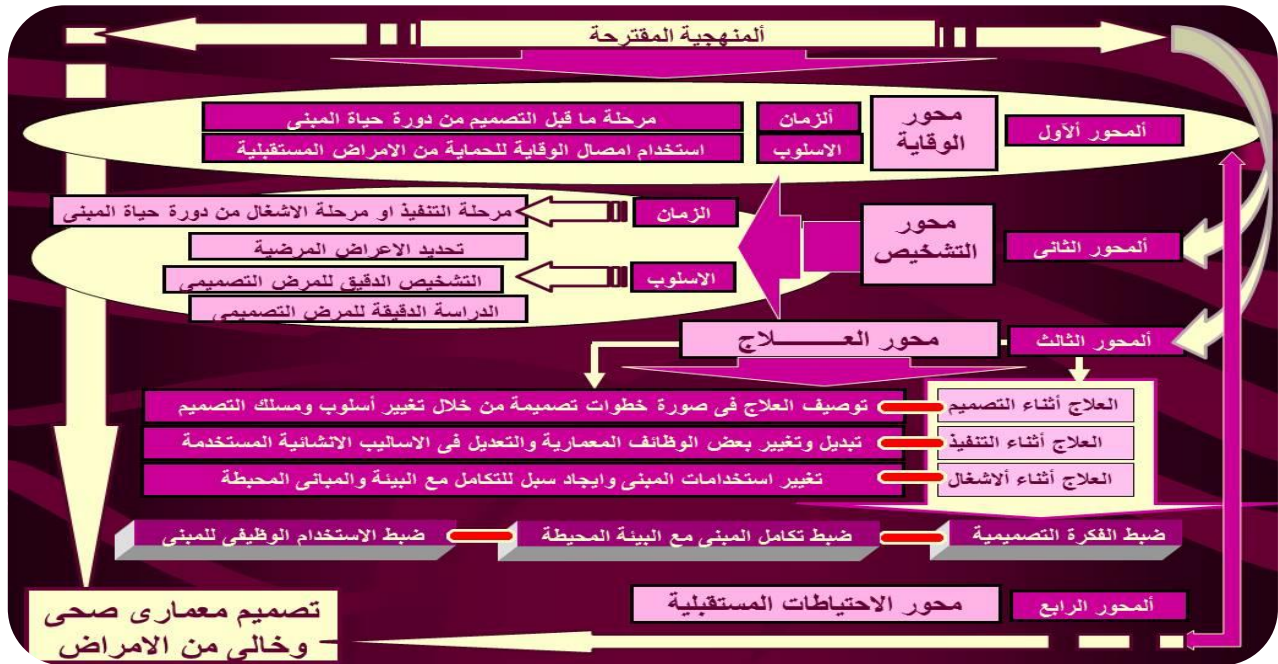 ألمنهجية المقترحة
ألمحور ألأول
محور
الوقاية
ألزمان
مرحلة ما قبل التصميم من دورة حياة المبنى
الاسلوب
استخدام امصال الوقاية للحماية من الامراض المستقبلية
ألمحور الثانى
محور
التشخيص
الزمان
مرحلة التنفيذ او مرحلة الاشغال من دورة حياة المبنى
الاسلوب
تحديد الاعراض المرضية
التشخيص الدقيق للمرض التصميمى
الدراسة الدقيقة للمرض التصميمى
ألمحور الثالث
محور العـــــــلاج
العلاج أثناء التصميم
توصيف العلاج فى صورة خطوات تصميمة من خلال تغيير أسلوب ومسلك التصميم
العلاج أثناء التنفيذ
تبديل وتغيير بعض الوظائف المعمارية والتعديل فى الاساليب الانشائية المستخدمة
العلاج أثناء ألاشغال
تغيير استخدامات المبنى وايجاد سبل للتكامل مع البيئة والمبانى المحيطة
ضبط الفكرة التصميمية
ضبط تكامل المبنى مع البيئة المحيطة
ضبط الاستخدام الوظيفى للمبنى
ألمحور الرابع
محور الاحتياطات المستقبلية
تصميم معمارى صحى
وخالى من الامراض